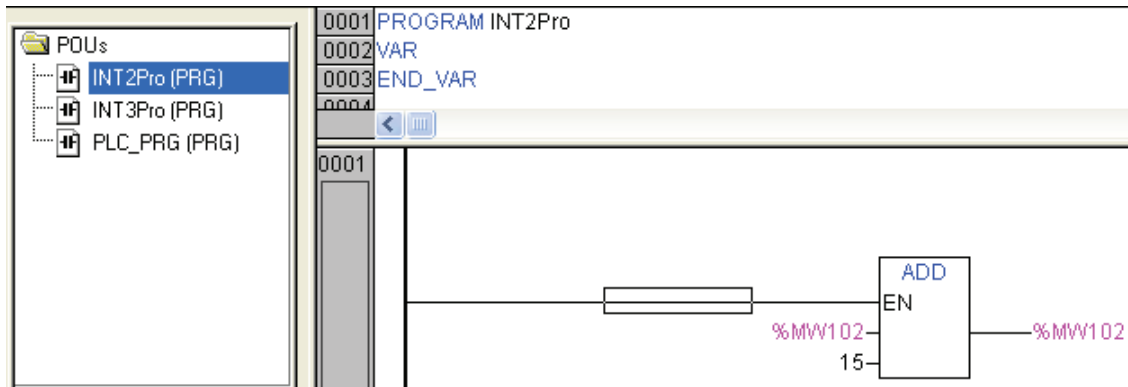 POUs
INT2Pro (PRG)
INT3Pro (PRG)
PLC_PRG (PRG)
0001 PROGRAM INT2Pro
0002 VAR
0003 END_VAR
0004
0001
ADD
EN
%MW102 %MW102
15